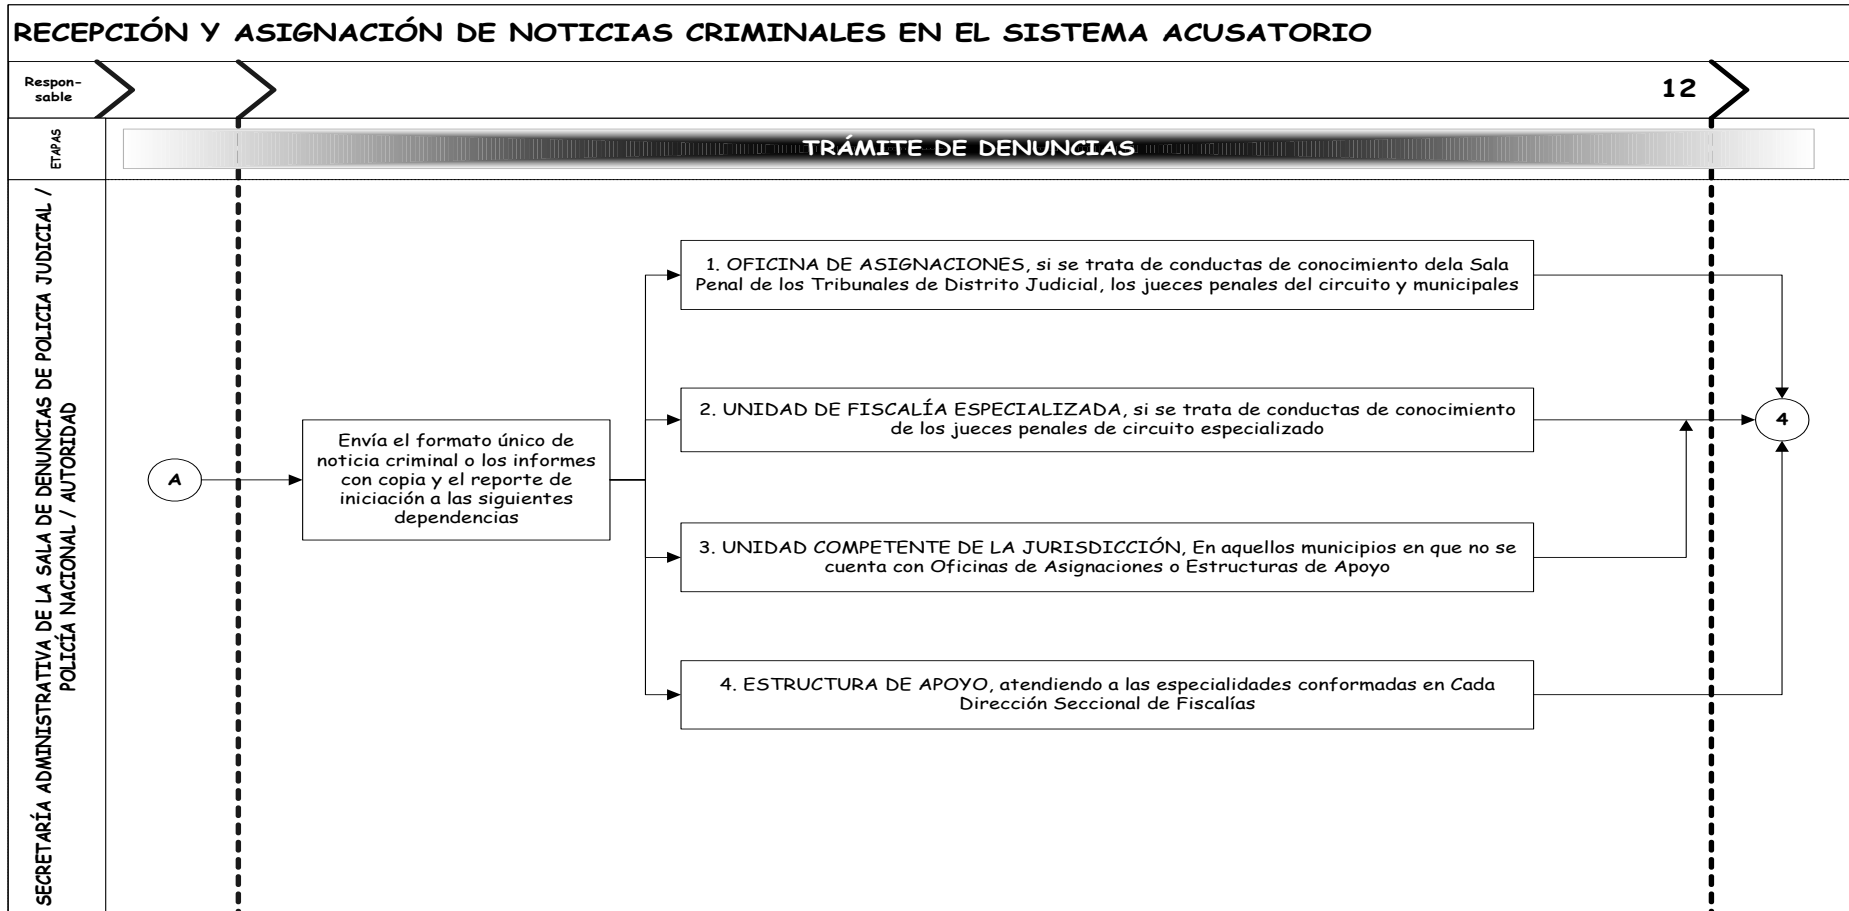 RECEPCIÓN Y ASIGNACIÓN DE NOTICIAS CRIMINALES EN EL SISTEMA ACUSATORIO
Respon-
sable
12
ETAPAS
TRÁMITE DE DENUNCIAS
SECRETARÍA ADMINISTRATIVA DE LA SALA DE DENUNCIAS DE POLICIA JUDICIAL /
POLICÍA NACIONAL / AUTORIDAD
A
Envía el formato único de
noticia criminal o los informes
con copia y el reporte de
iniciación a las siguientes
dependencias
1. OFICINA DE ASIGNACIONES, si se trata de conductas de conocimiento dela Sala
Penal de los Tribunales de Distrito Judicial, los jueces penales del circuito y municipales
2. UNIDAD DE FISCALÍA ESPECIALIZADA, si se trata de conductas de conocimiento
de los jueces penales de circuito especializado
3. UNIDAD COMPETENTE DE LA JURISDICCIÓN, En aquellos municipios en que no se
cuenta con Oficinas de Asignaciones o Estructuras de Apoyo
4. ESTRUCTURA DE APOYO, atendiendo a las especialidades conformadas en Cada
Dirección Seccional de Fiscalías
4